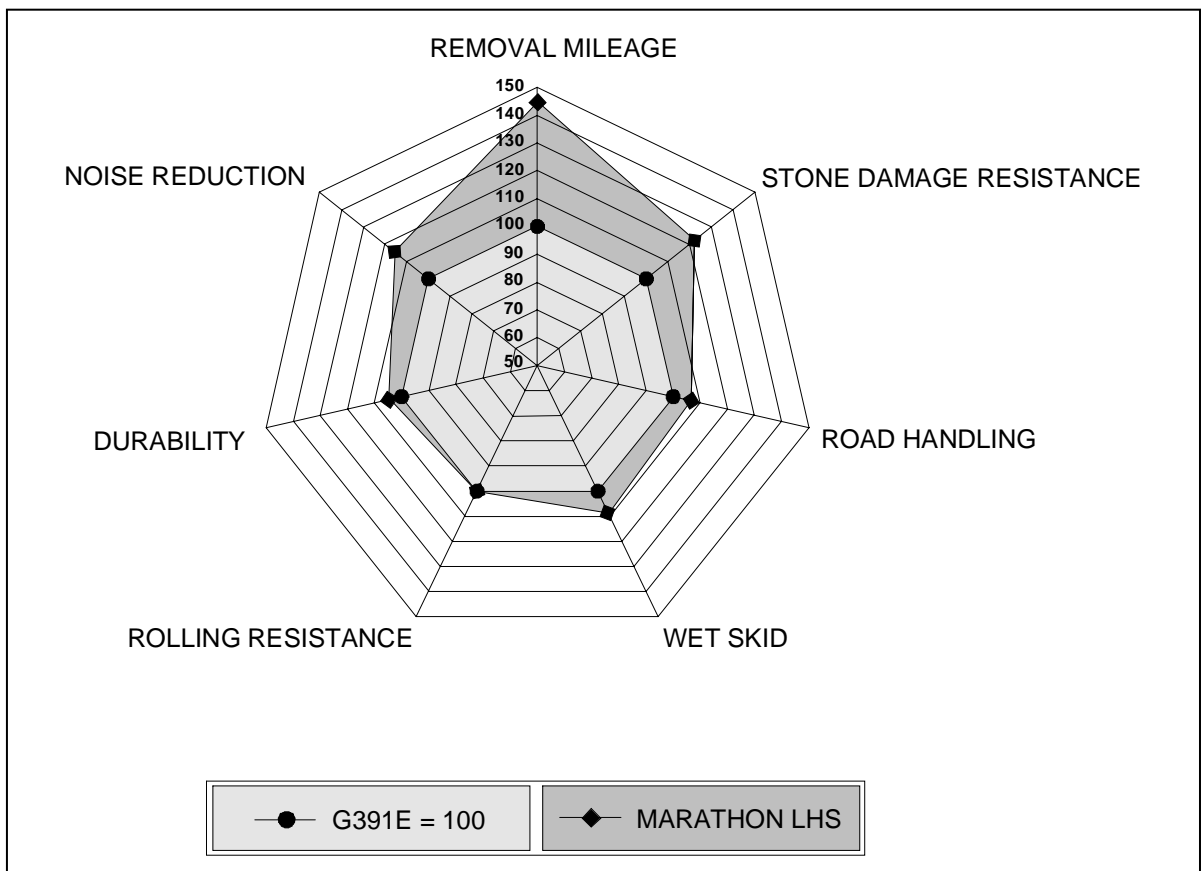 REMOVAL MILEAGE
150
140
130
120
110
100
90
80
70
60
50
STONE DAMAGE RESISTANCE
ROAD HANDLING
WET SKID
ROLLING RESISTANCE
DURABILITY
NOISE REDUCTION
G391E = 100
MARATHON LHS